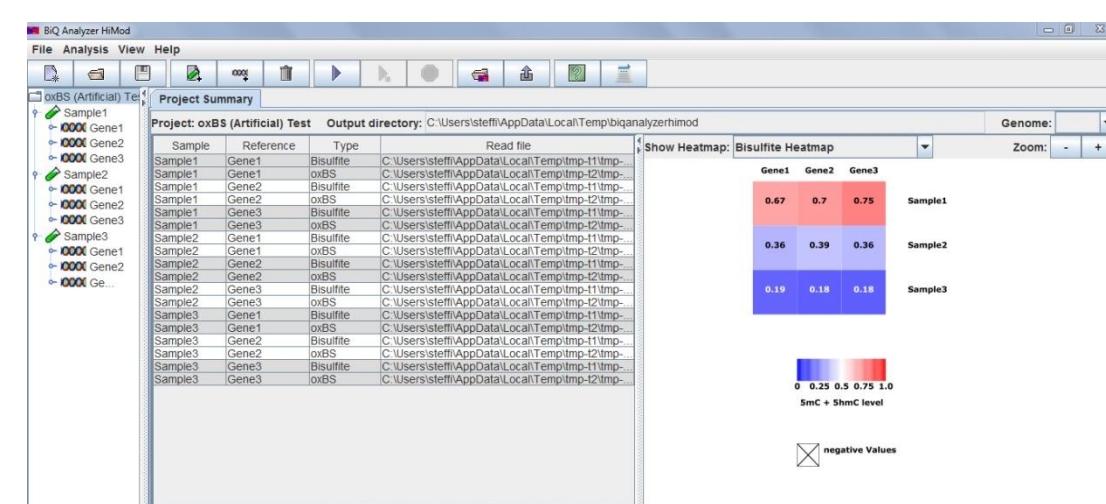 BiQ Analyzer HiMod
File Analysis View Help
oxBS (Artificial) Te
Sample1
Gene1
Gene2
Gene3
Sample2
Gene1
Gene2
Gene3
Sample3
Gene1
Gene2
Ge...
Project Summary
Project: oxBS (Artificial) Test Output directory: C:\Users\steffi\AppData\Local\Temp\biqanalyzerhimod Genome:
Sample Reference Type Read file
Sample1 Gene1 Bisulfite C:\Users\steffi\AppData\Local\Temp\tmp-t1\tmp-...
Sample1 Gene1 oxBS C:\Users\steffi\AppData\Local\Temp\tmp-t2\tmp-...
Sample1 Gene2 Bisulfite C:\Users\steffi\AppData\Local\Temp\tmp-t1\tmp-...
Sample1 Gene2 oxBS C:\Users\steffi\AppData\Local\Temp\tmp-t2\tmp-...
Sample1 Gene3 Bisulfite C:\Users\steffi\AppData\Local\Temp\tmp-t1\tmp-...
Sample1 Gene3 oxBS C:\Users\steffi\AppData\Local\Temp\tmp-t2\tmp-...
Sample2 Gene1 Bisulfite C:\Users\steffi\AppData\Local\Temp\tmp-t1\tmp-...
Sample2 Gene1 oxBS C:\Users\steffi\AppData\Local\Temp\tmp-t2\tmp-...
Sample2 Gene2 Bisulfite C:\Users\steffi\AppData\Local\Temp\tmp-t1\tmp-...
Sample2 Gene2 oxBS C:\Users\steffi\AppData\Local\Temp\tmp-t2\tmp-...
Sample2 Gene3 Bisulfite C:\Users\steffi\AppData\Local\Temp\tmp-t1\tmp-...
Sample2 Gene3 oxBS C:\Users\steffi\AppData\Local\Temp\tmp-t2\tmp-...
Sample3 Gene1 Bisulfite C:\Users\steffi\AppData\Local\Temp\tmp-t1\tmp-...
Sample3 Gene1 oxBS C:\Users\steffi\AppData\Local\Temp\tmp-t2\tmp-...
Sample3 Gene2 Bisulfite C:\Users\steffi\AppData\Local\Temp\tmp-t1\tmp-...
Sample3 Gene2 oxBS C:\Users\steffi\AppData\Local\Temp\tmp-t2\tmp-...
Sample3 Gene3 Bisulfite C:\Users\steffi\AppData\Local\Temp\tmp-t1\tmp-...
Sample3 Gene3 oxBS C:\Users\steffi\AppData\Local\Temp\tmp-t2\tmp-...
Show Heatmap: Bisulfite Heatmap Zoom: - +
Gene1 Gene2 Gene3
0.67 0.7 0.75 Sample1
0.36 0.39 0.36 Sample2
0.19 0.18 0.18 Sample3
0 0.25 0.5 0.75 1.0
5mC + 5hmC level
negative Values